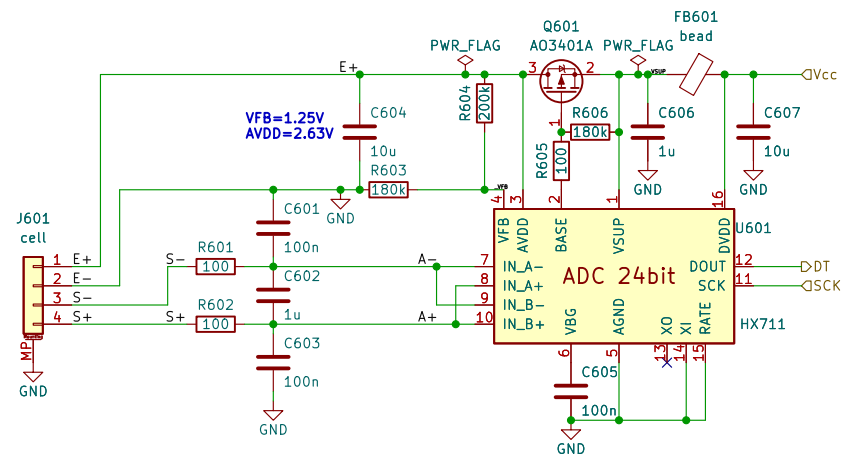 Q601
AO3401A
FB601
bead
PWR_FLAG
PWR_FLAG
E+
3
2
VSUP
Vcc
R604
200k
C604
10u
VFB=1.25V
AVDD=2.63V
1
R606
180k
C606
1u
C607
10u
R605
100
R603
180k
GND
GND
GND
_VFB
4
3
2
1
16
J601
cell
C601
100n
VFB
AVDD
BASE
VSUP
DVDD
U601
1
E+
2
E-
3
S-
4
S+
MP
GND
S-
R601
100
A-
7
IN_A-
8
IN_A+
9
IN_B-
10
IN_B+
ADC 24bit
DOUT
12
DT
SCK
11
SCK
C602
1u
S+
R602
100
A+
C603
100n
GND
VBG
AGND
XO
XI
RATE
HX711
6
5
13
14
15
C605
100n
GND